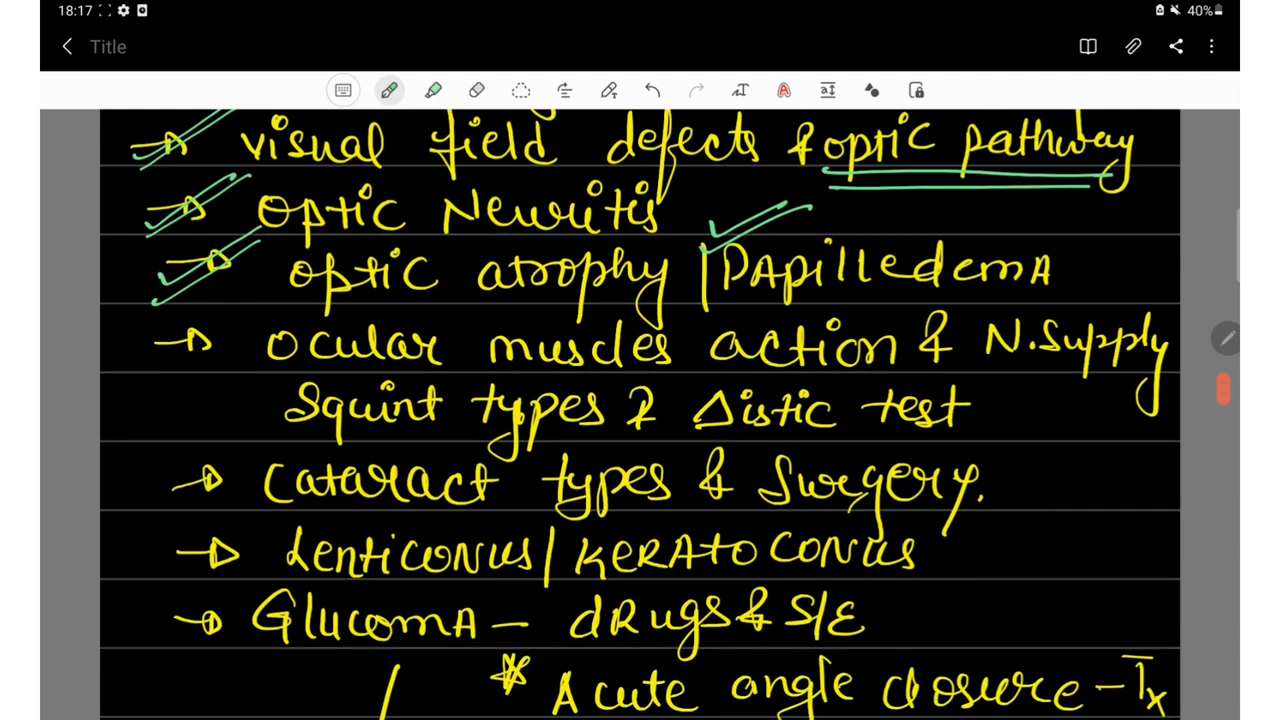 18:17
40%
Title
→ visual field defects & optic pathway
→ optic Neuritis
→ optic atrophy | PApilledemA
→ ocular muscles action & N.supply
Squint types & Distic test
→ Cataract types & Surgery.
→ Lenticonus / KERAtoconus
→ GlucomA – dRugs & S/E
* Acute angle closure – Tx